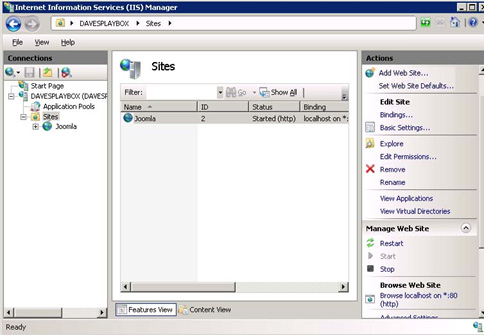 Internet Information Services (IIS) Manager
DAVESPLAYBOX
Sites
File View Help
Connections
Start Page
DAVESPLAYBOX (DAVESP
Application Pools
Sites
Joomla
Sites
Filter: Go Show All
Name ID Status Binding
Joomla 2 Started (http) localhost on *:80
Features View Content View
Actions
Add Web Site...
Set Web Site Defaults...
Edit Site
Bindings...
Basic Settings...
Explore
Edit Permissions...
Remove
Rename
View Applications
View Virtual Directories
Manage Web Site
Restart
Start
Stop
Browse Web Site
Browse localhost on *:80
(http)
Advanced Settings
Ready